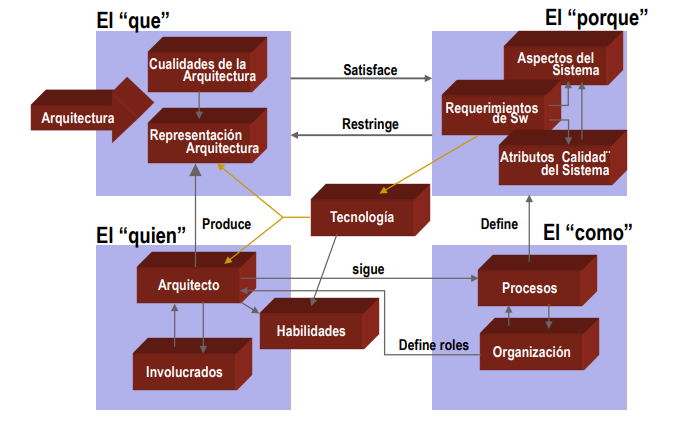 El “que”
El “porque”
Cualidades de la
Arquitectura
Aspectos del
Sistema
Satisface
Arquitectura
Requerimientos
de Sw
Representación
Arquitectura
Restringe
Atributos Calidad¨
del Sistema
Tecnología
Produce
Define
El “quien”
El “como”
Arquitecto
sigue
Procesos
Habilidades
Define roles
Organización
Involucrados